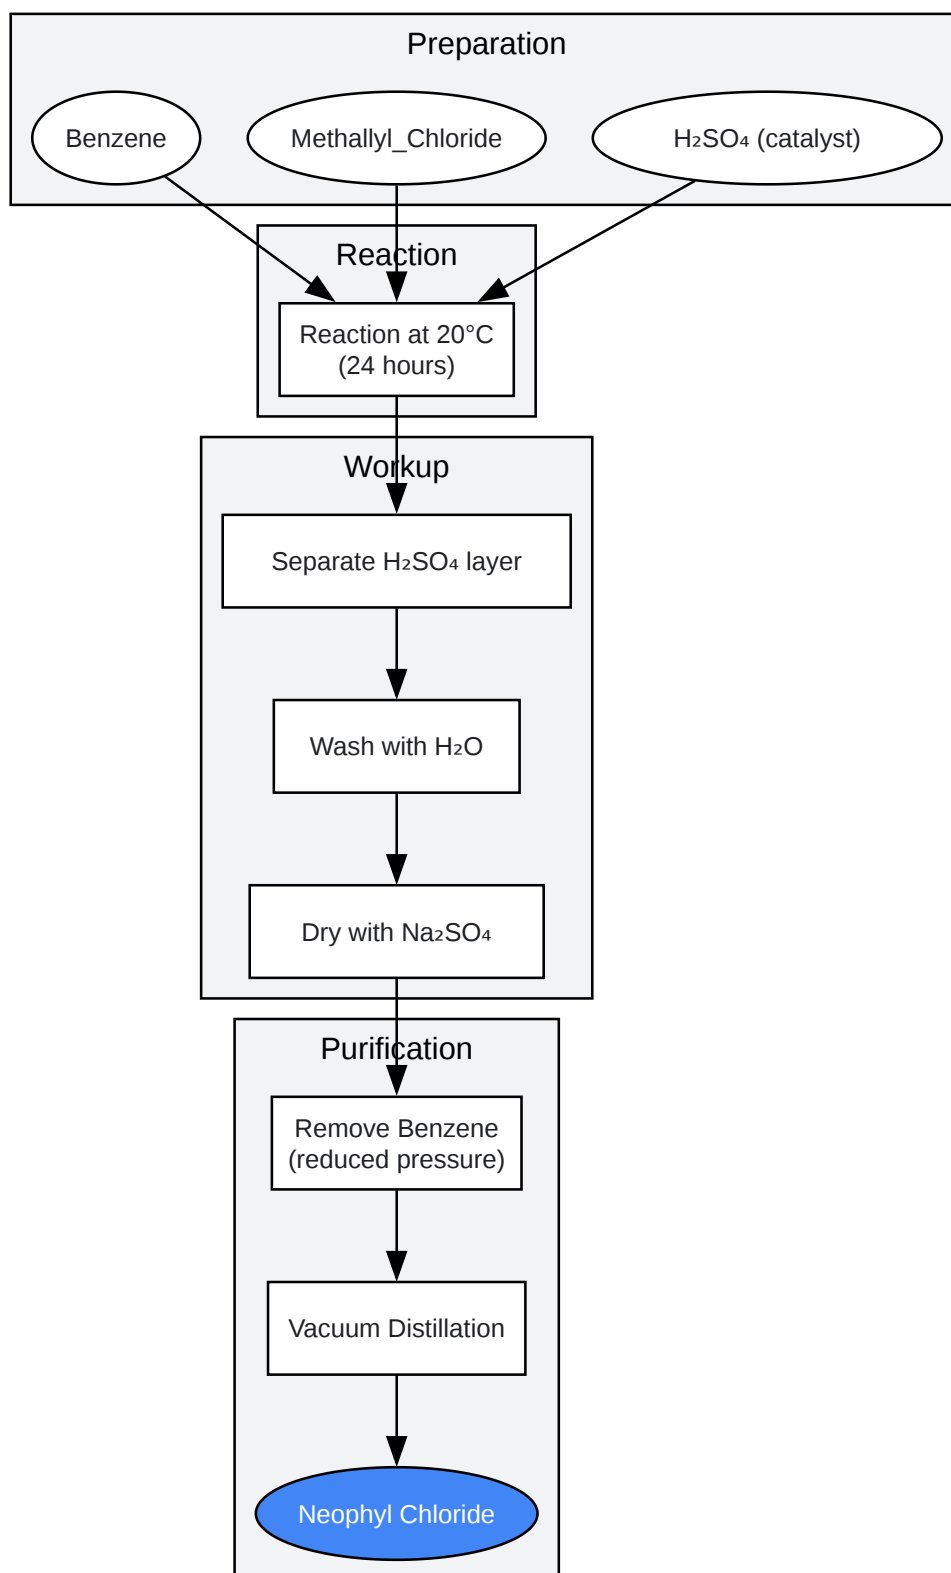 Preparation
Benzene
Methallyl_Chloride
H₂SO₄ (catalyst)
Reaction
Reaction at 20°C
(24 hours)
Workup
Separate H₂SO₄ layer
Wash with H₂O
Dry with Na₂SO₄
Purification
Remove Benzene
(reduced pressure)
Vacuum Distillation
Neophyl Chloride